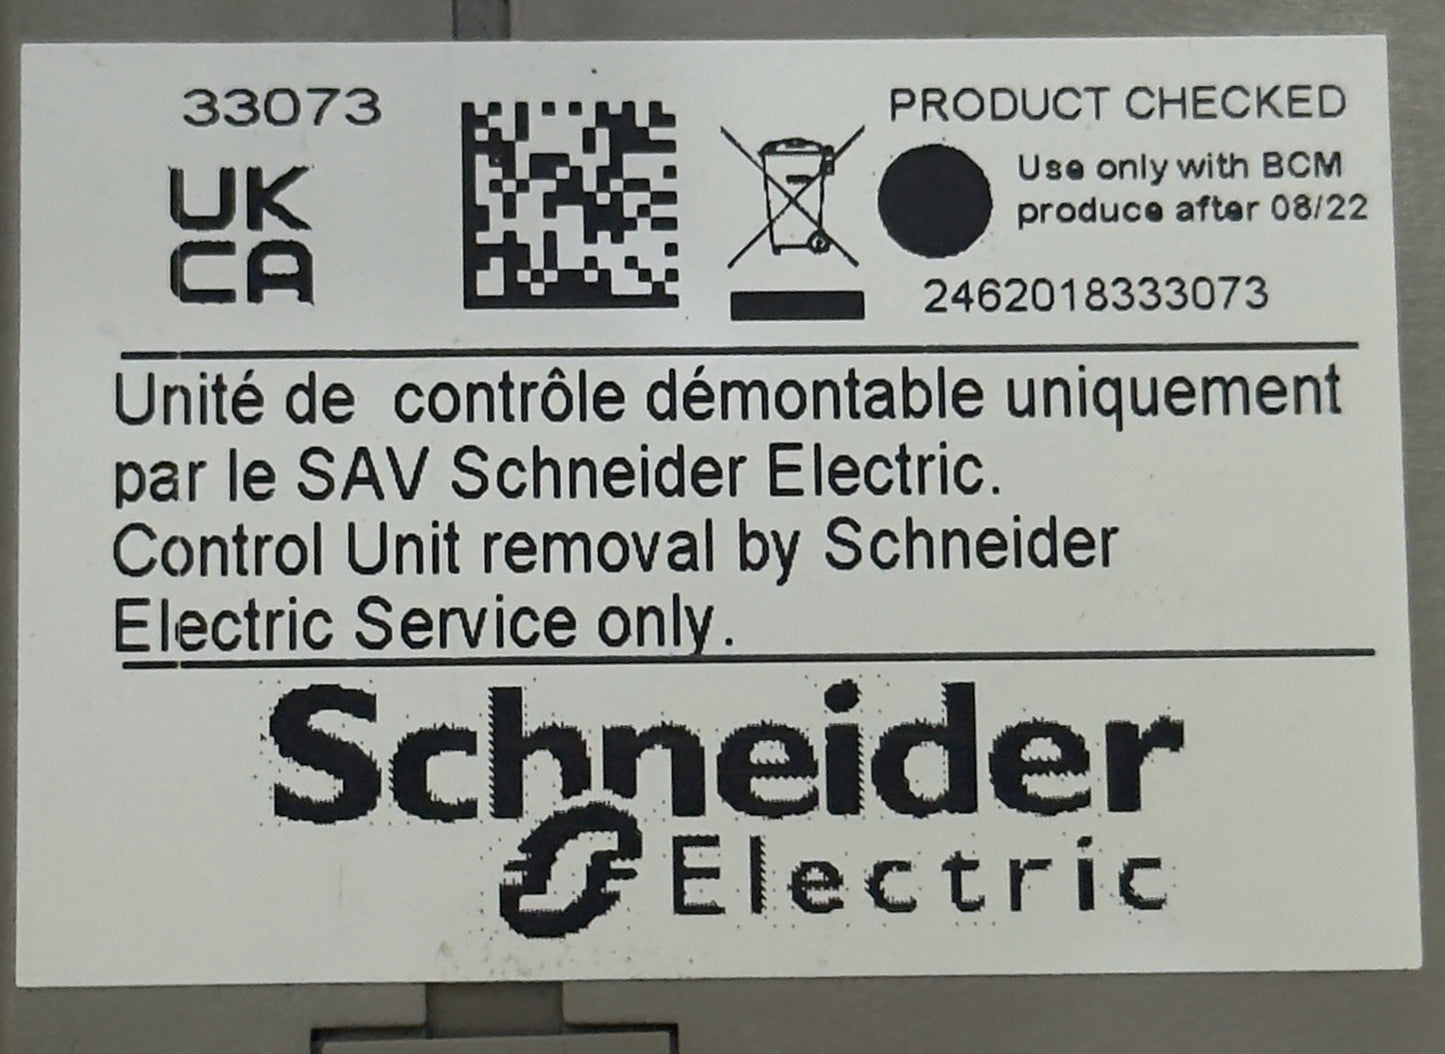 33073
UK
CA
PRODUCT CHECKED
Use only with BCM
produce after 08/22
2462018333073
Unité de contrôle démontable uniquement
par le SAV Schneider Electric.
Control Unit removal by Schneider
Electric Service only.
Schneider
Electric